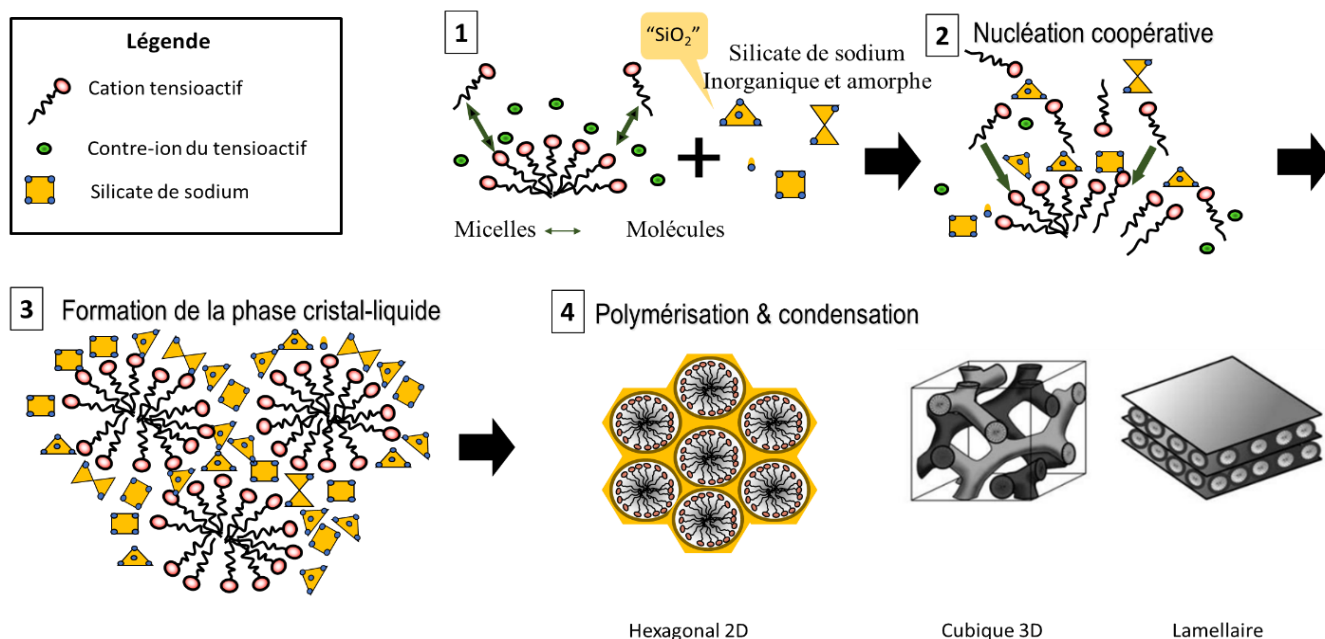 Légende
Cation tensioactif
Contre-ion du tensioactif
Silicate de sodium
1
“SiO2”
Silicate de sodium
Inorganique et amorphe
Micelles
Molécules
2 Nucléation coopérative
3 Formation de la phase cristal-liquide
4 Polymérisation & condensation
Hexagonal 2D
Cubique 3D
Lamellaire